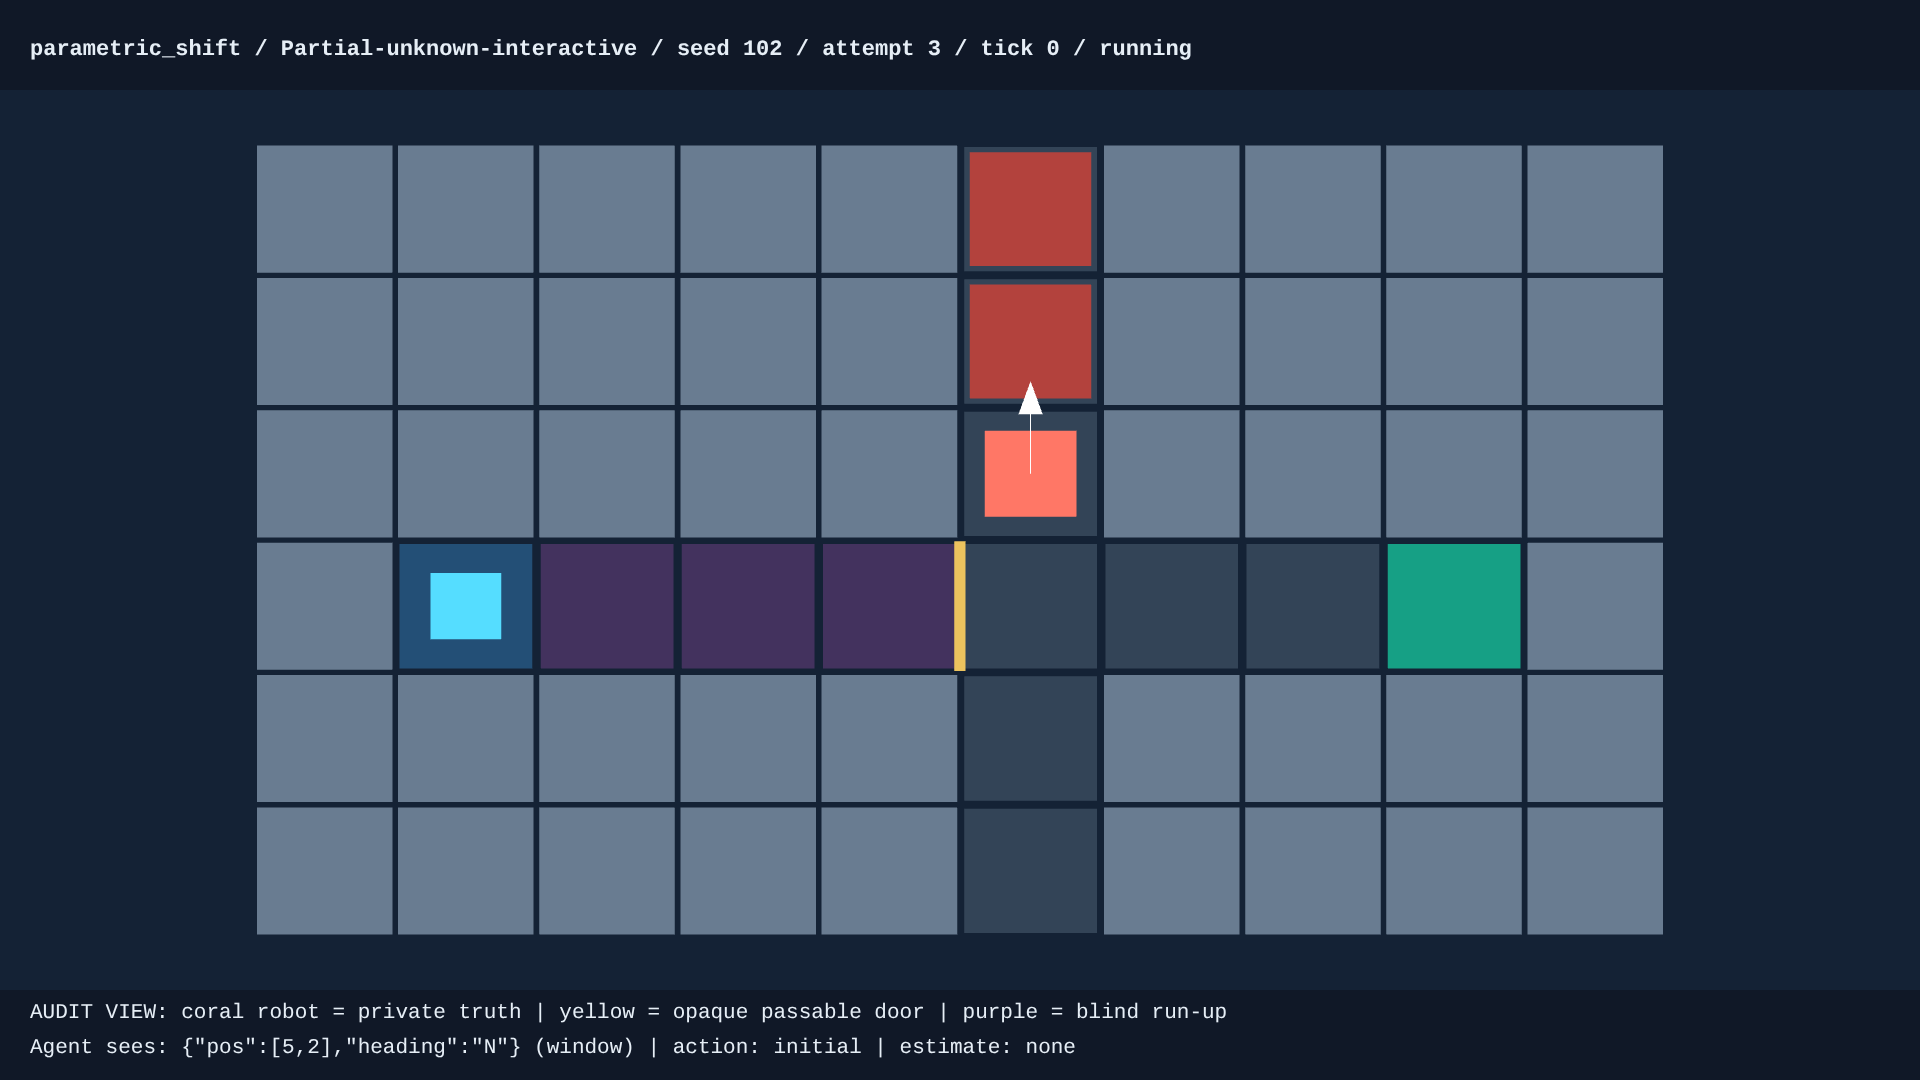 parametric_shift / Partial-unknown-interactive / seed 102 / attempt 3 / tick 0 / running
AUDIT VIEW: coral robot = private truth | yellow = opaque passable door | purple = blind run-up
Agent sees: {"pos":[5,2],"heading":"N"} (window) | action: initial | estimate: none